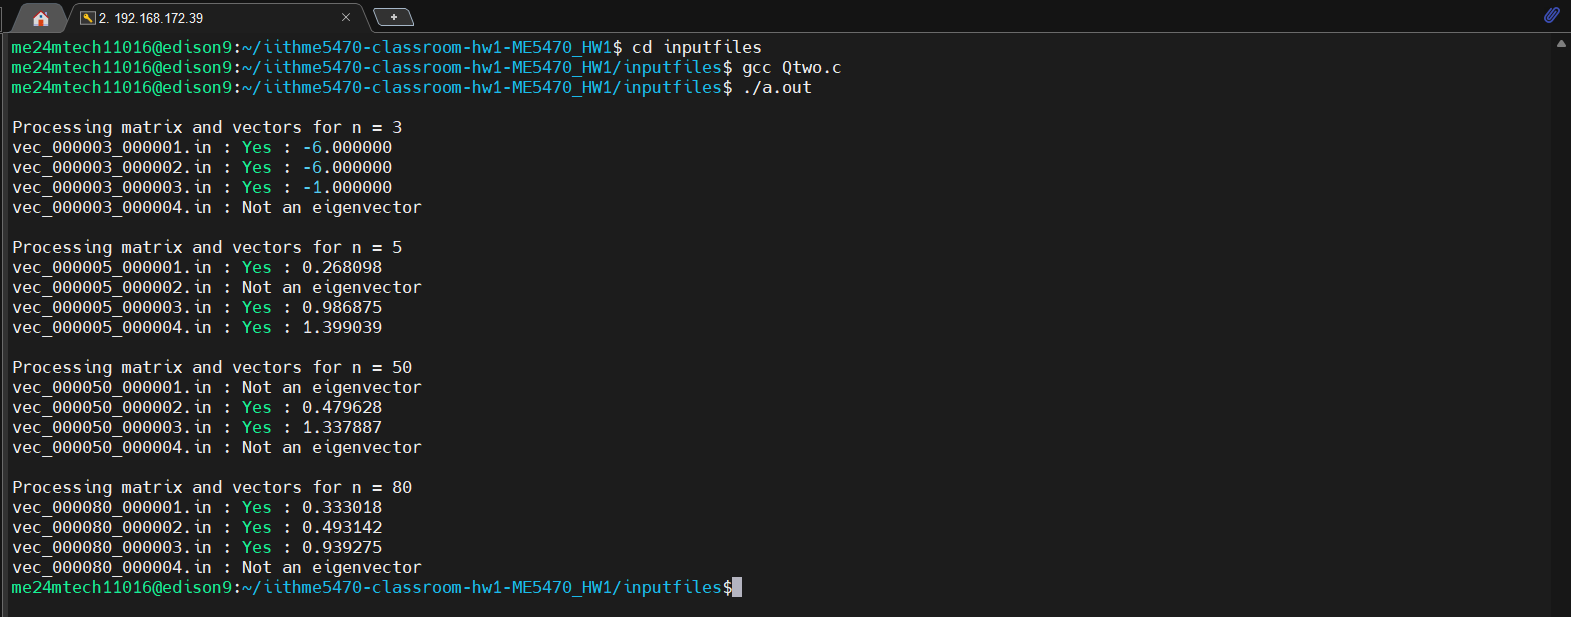 2. 192.168.172.39
me24mtech11016@edison9:~/iithme5470-classroom-hw1-ME5470_HW1$ cd inputfiles
me24mtech11016@edison9:~/iithme5470-classroom-hw1-ME5470_HW1/inputfiles$ gcc Qtwo.c
me24mtech11016@edison9:~/iithme5470-classroom-hw1-ME5470_HW1/inputfiles$ ./a.out
Processing matrix and vectors for n = 3
vec_000003_000001.in : Yes : -6.000000
vec_000003_000002.in : Yes : -6.000000
vec_000003_000003.in : Yes : -1.000000
vec_000003_000004.in : Not an eigenvector
Processing matrix and vectors for n = 5
vec_000005_000001.in : Yes : 0.268098
vec_000005_000002.in : Not an eigenvector
vec_000005_000003.in : Yes : 0.986875
vec_000005_000004.in : Yes : 1.399039
Processing matrix and vectors for n = 50
vec_000050_000001.in : Not an eigenvector
vec_000050_000002.in : Yes : 0.479628
vec_000050_000003.in : Yes : 1.337887
vec_000050_000004.in : Not an eigenvector
Processing matrix and vectors for n = 80
vec_000080_000001.in : Yes : 0.333018
vec_000080_000002.in : Yes : 0.493142
vec_000080_000003.in : Yes : 0.939275
vec_000080_000004.in : Not an eigenvector
me24mtech11016@edison9:~/iithme5470-classroom-hw1-ME5470_HW1/inputfiles$